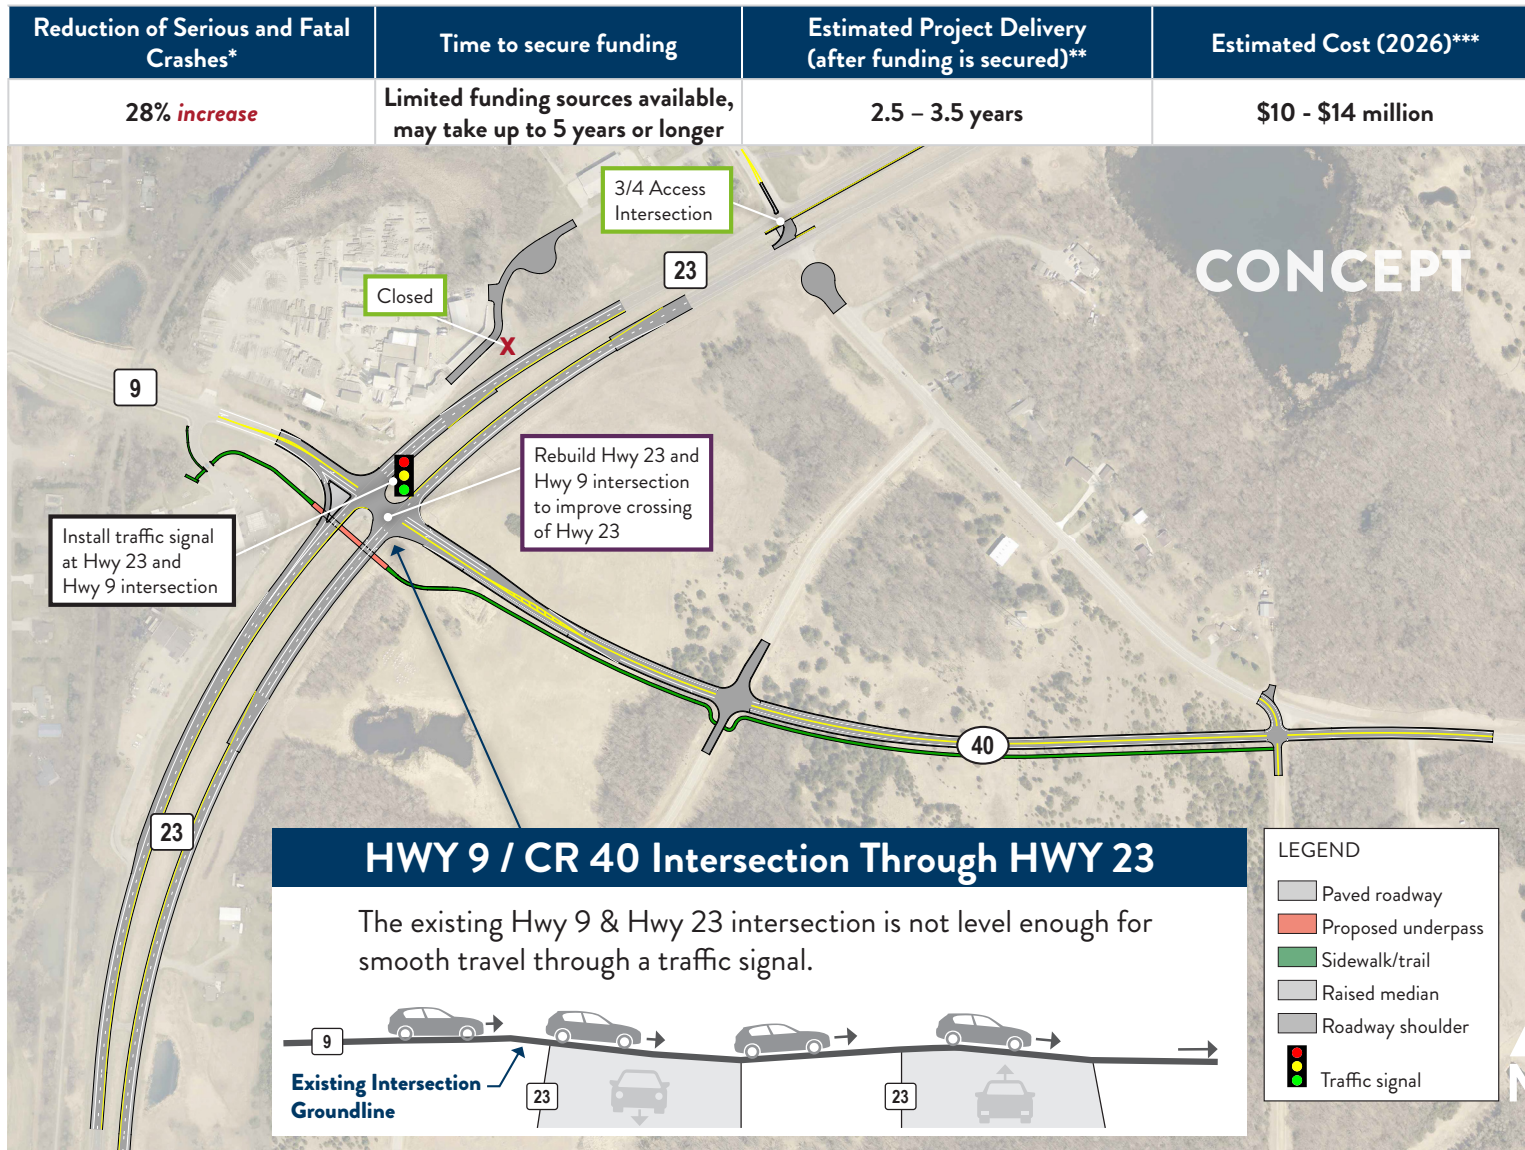 Reduction of Serious and Fatal
Crashes*
Time to secure funding
Estimated Project Delivery
(after funding is secured)**
Estimated Cost (2026)***
28% increase
Limited funding sources available,
may take up to 5 years or longer
2.5 – 3.5 years
$10 - $14 million
3/4 Access
Intersection
CONCEPT
23
Closed
X
9
Rebuild Hwy 23 and
Hwy 9 intersection
to improve crossing
of Hwy 23
Install traffic signal
at Hwy 23 and
Hwy 9 intersection
40
23
HWY 9 / CR 40 Intersection Through HWY 23
The existing Hwy 9 & Hwy 23 intersection is not level enough for
smooth travel through a traffic signal.
9
Existing Intersection
Groundline
23
23
LEGEND
Paved roadway
Proposed underpass
Sidewalk/trail
Raised median
Roadway shoulder
Traffic signal
N